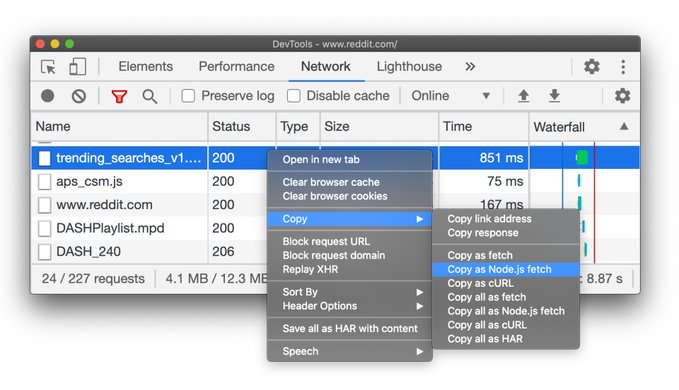 DevTools - www.reddit.com/
Elements Performance Network Lighthouse »
Preserve log Disable cache Online
Name Status Type Size Time Waterfall
trending_searches_v1.… 200 851 ms
aps_csm.js 200 75 ms
www.reddit.com 200 167 ms
DASHPlaylist.mpd 200
DASH_240 206
24 / 227 requests 4.1 MB / 12.3 : 8.87 s
Open in new tab
Clear browser cache
Clear browser cookies
Copy
Block request URL
Block request domain
Replay XHR
Sort By
Header Options
Save all as HAR with content
Speech
Copy link address
Copy response
Copy as fetch
Copy as Node.js fetch
Copy as cURL
Copy all as fetch
Copy all as Node.js fetch
Copy all as cURL
Copy all as HAR